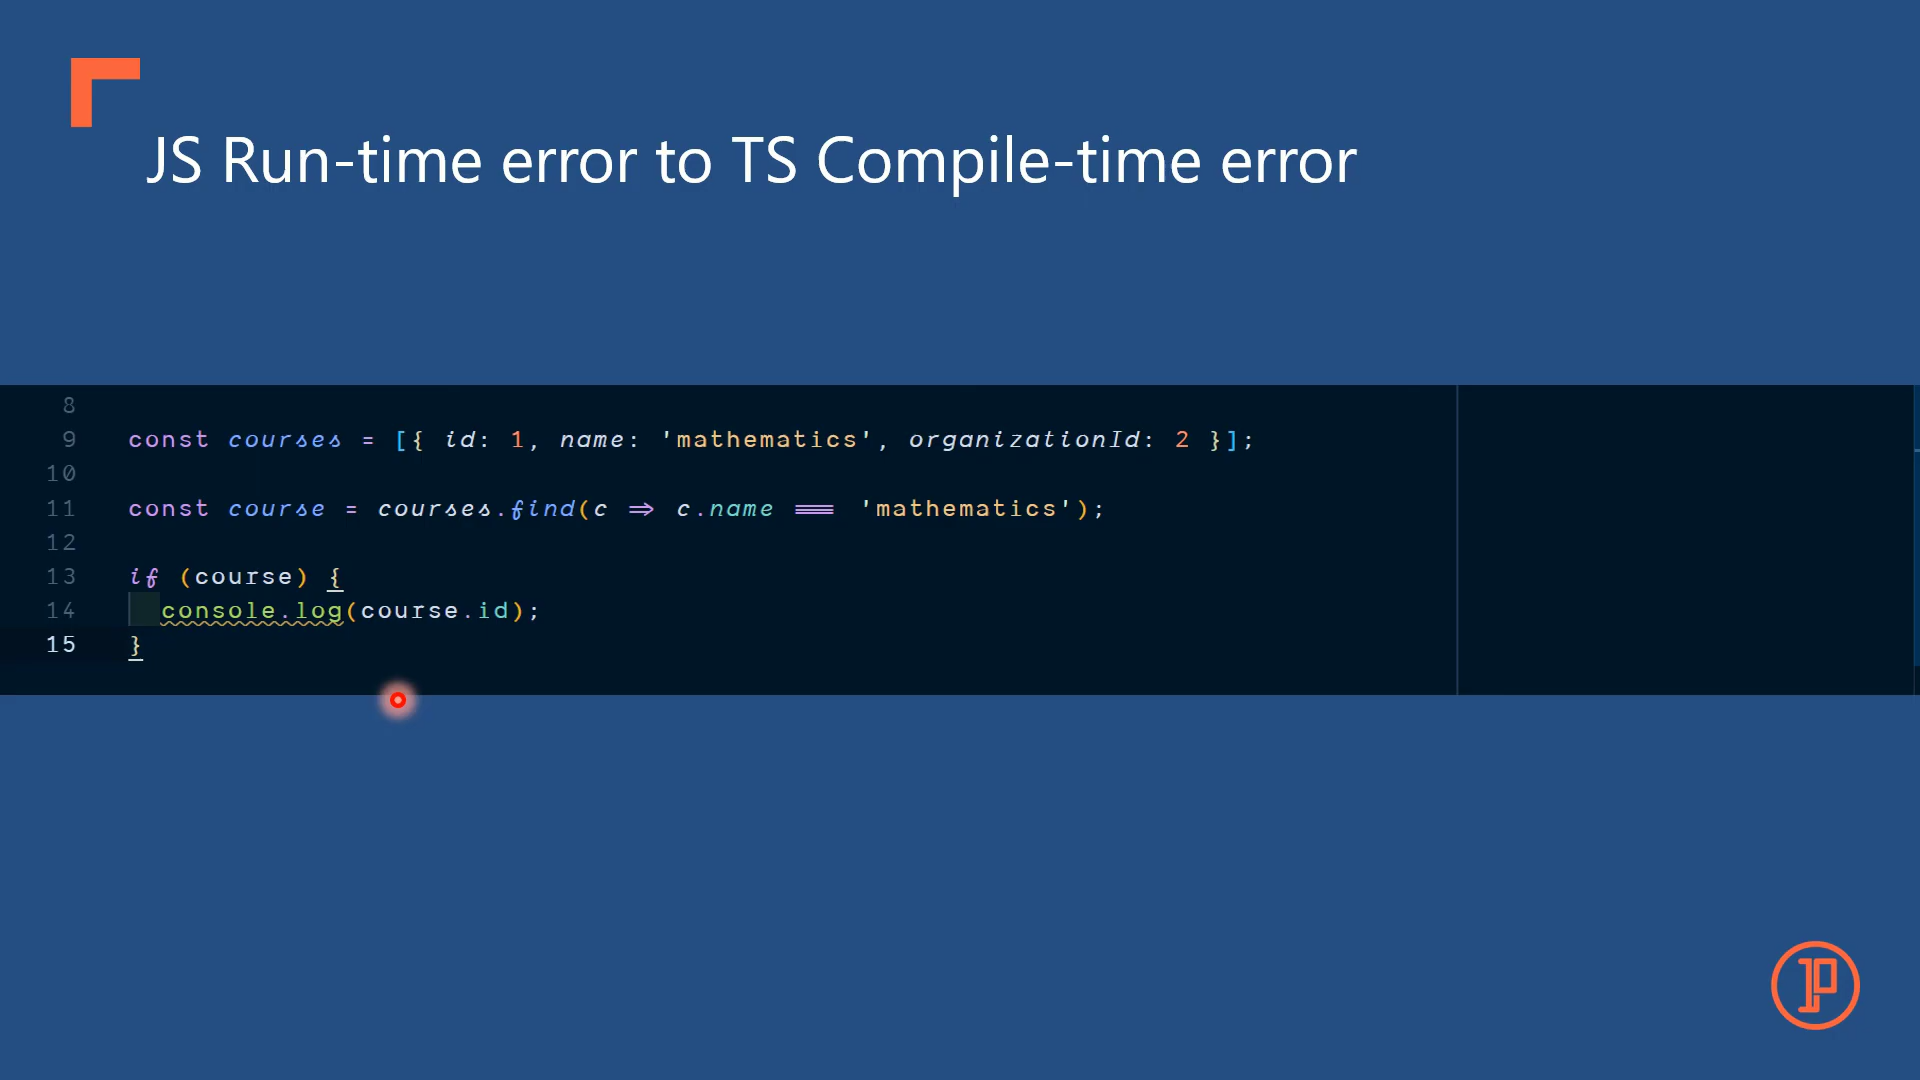 JS Run-time error to TS Compile-time error
8
9 const courses = [{ id: 1, name: 'mathematics', organizationId: 2 }];
10
11 const course = courses.find(c => c.name === 'mathematics');
12
13 if (course) {
14 console.log(course.id);
15 }